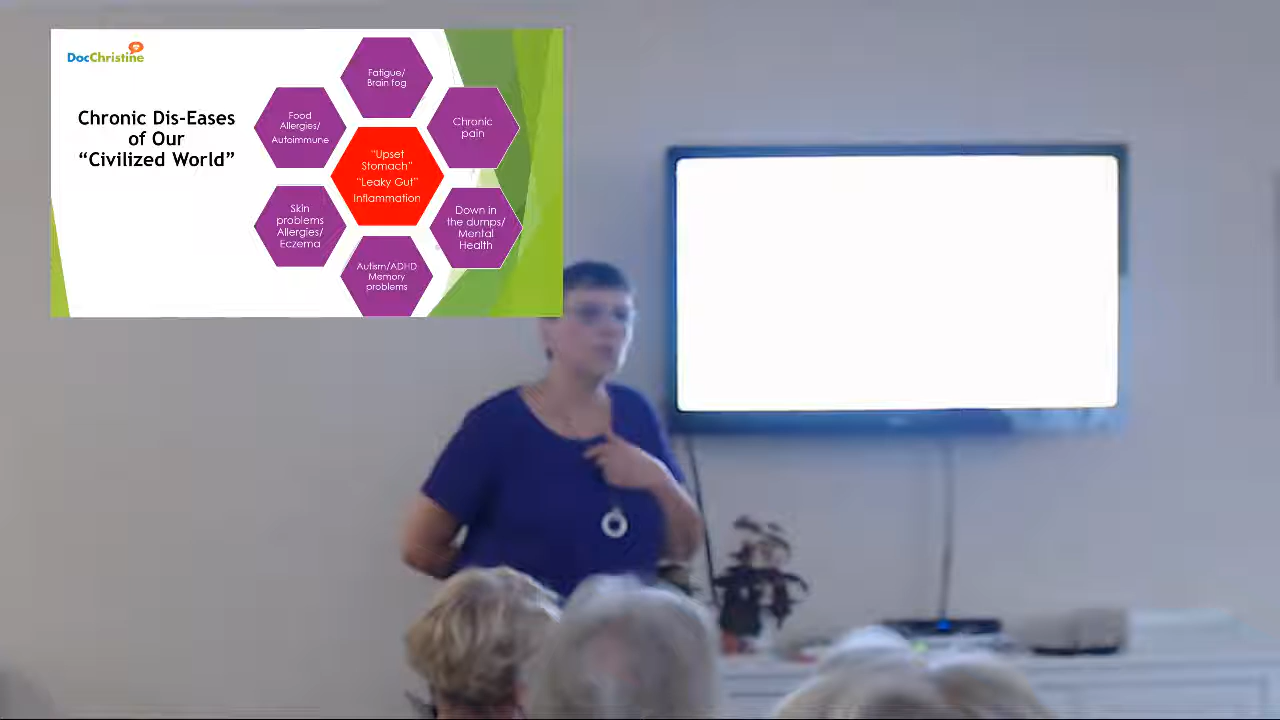 DocChristine
Chronic Dis-Eases
of Our
“Civilized World”
Fatigue/
Brain fog
Food
Allergies/
Autoimmune
Chronic
pain
“Upset
Stomach”
“Leaky Gut”
Inflammation
Skin
problems
Allergies/
Eczema
Down in
the dumps/
Mental
Health
Autism/ADHD
Memory
problems